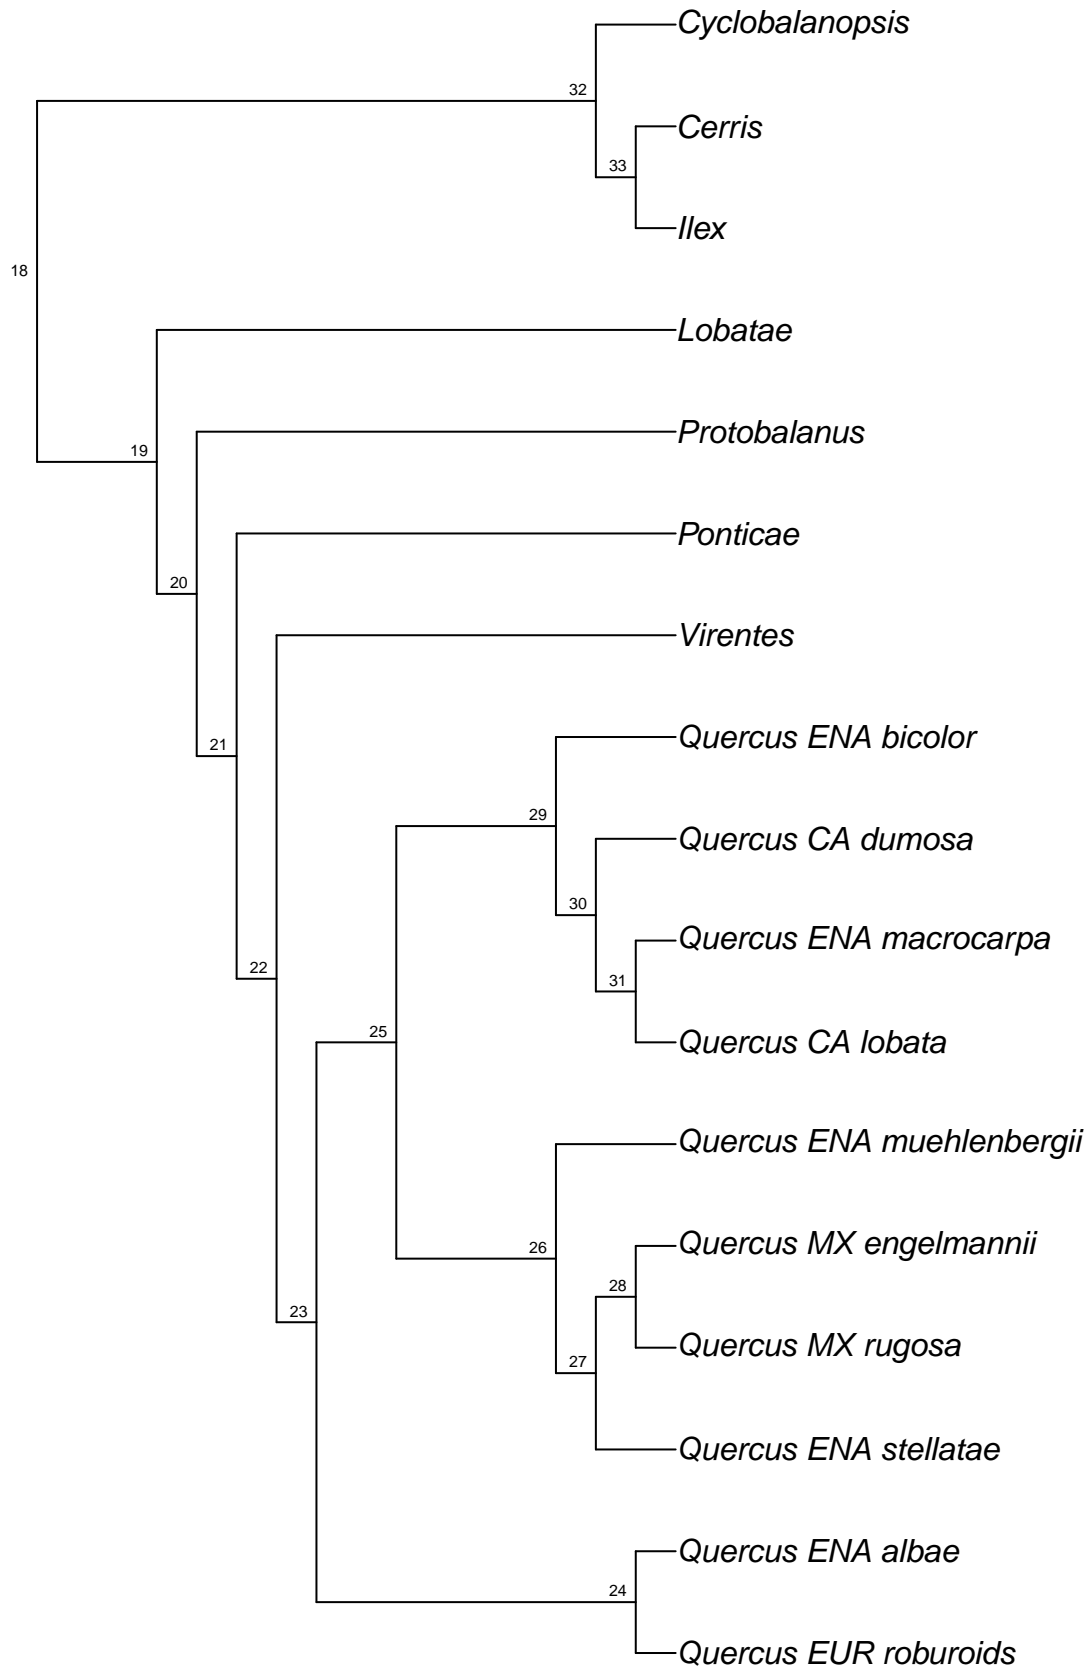 Cyclobalanopsis
32
Cerris
33
Ilex
18
Lobatae
Protobalanus
19
Ponticae
20
Virentes
Quercus ENA bicolor
21
29
Quercus CA dumosa
30
Quercus ENA macrocarpa
22
31
25
Quercus CA lobata
Quercus ENA muehlenbergii
Quercus MX engelmannii
26
28
23
Quercus MX rugosa
27
Quercus ENA stellatae
Quercus ENA albae
24
Quercus EUR roburoids